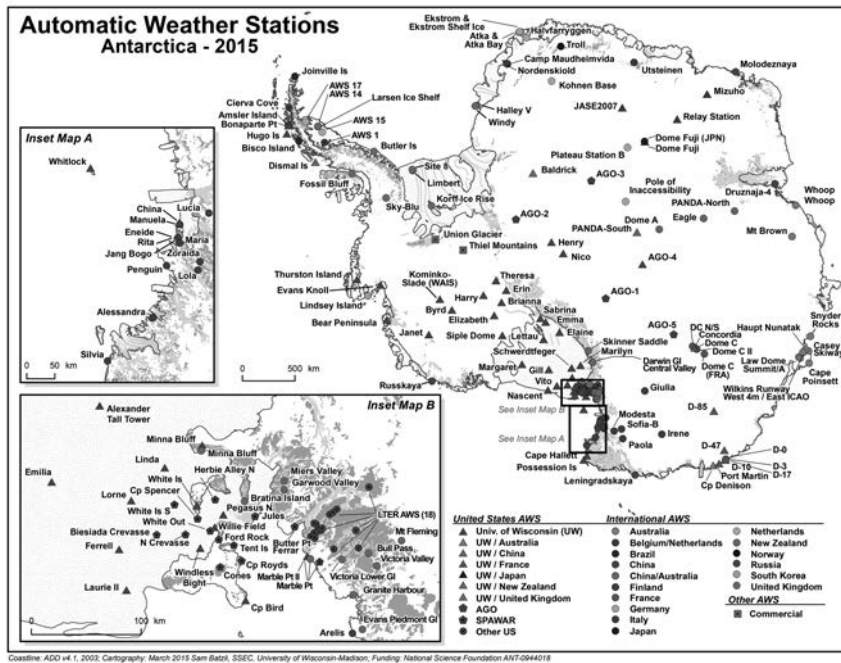 Automatic Weather Stations
Antarctica - 2015
Ekstrom &
Ekstrom Shelf Ice
Atka &
Atka Bay
Halvfarryggen
Troll
Camp Maudheimvida
Nordenskiold
Kohnen Base
Utsteinen
Molodeznaya
Mizuho
JASE2007
Relay Station
Halley V
Windy
Dome Fuji (JPN)
Dome Fuji
Plateau Station B
Baldrick
AGO-3
Pole of
Inaccessibility
Druznaja-4
Whoop
Whoop
PANDA-North
Eagle
Mt Brown
Dome A
PANDA-South
AGO-2
Henry
Nico
AGO-4
AGO-1
Joinville Is
AWS 17
AWS 14
Larsen Ice Shelf
Cierva Cove
Amsler Island
Bonaparte Pt
Hugo Is
Bisco Island
Dismal Is
AWS 15
AWS 1
Butler Is
Fossil Bluff
Site 8
Limbert
Sky-Blu
Korff Ice Rise
Union Glacier
Thiel Mountains
Thurston Island
Evans Knoll
Lindsey Island
Bear Peninsula
Kominko-
Slade (WAIS)
Theresa
Erin
Harry
Brianna
Byrd
Elizabeth
Janet
Siple Dome
Lettau
Sabrina
Emma
Elaine
Schwerdtfeger
Margaret
Gill
Vito
Nascent
Russkaya
Skinner Saddle
Marilyn
Darwin Gl
Central Valley
AGO-5
DC N/S
Concordia
Dome C
Dome C II
Dome C
(FRA)
Haupt Nunatak
Snyder
Rocks
Casey
Skiway
Law Dome
Summit/A
Cape
Poinsett
Wilkins Runway
West 4m / East ICAO
Giulia
D-85
See Inset Map B
See Inset Map A
Modesta
Sofia-B
Irene
Paola
D-47
D-0
D-3
D-10
D-17
Port Martin
Cp Denison
Cape Hallett
Possession Is
Leningradskaya
0
500
km
Inset Map A
Whitlock
China
Lucia
Manuela
Eneide
Rita
Maria
Jang Bogo
Zoraida
Penguin
Lola
Alessandra
Silvia
0
50
km
Inset Map B
Alexander
Tall Tower
Minna Bluff
Minna Bluff
Emilia
Linda
Herbie Alley N
Miers Valley
Garwood Valley
White Is
Cp Spencer
Bratina Island
Lorne
Pegasus N.
Jules
LTER AWS (18)
White Is S
White Out
Willie Field
Biesiada Crevasse
Ford Rock
Butter Pt
Mt Fleming
Ferrell
N Crevasse
Tent Is
Ferrar
Bull Pass
Cp Royds
Marble Pt II
Victoria Valley
Windless
Bight
Cones
Marble Pt
Victoria Lower Gl
Laurie II
Granite Harbour
Cp Bird
Evans Piedmont Gl
Arelis
0
100
km
United States AWS
Univ. of Wisconsin (UW)
UW / Australia
UW / China
UW / France
UW / Japan
UW / New Zealand
UW / United Kingdom
AGO
SPAWAR
Other US
International AWS
Australia
Belgium/Netherlands
Brazil
China
China/Australia
Finland
France
Germany
Italy
Japan
Netherlands
New Zealand
Norway
Russia
South Korea
United Kingdom
Other AWS
Commercial
Coastline: ADD v4.1, 2003; Cartography: March 2015 Sam Batzli, SSEC, University of Wisconsin-Madison; Funding: National Science Foundation ANT-0944018